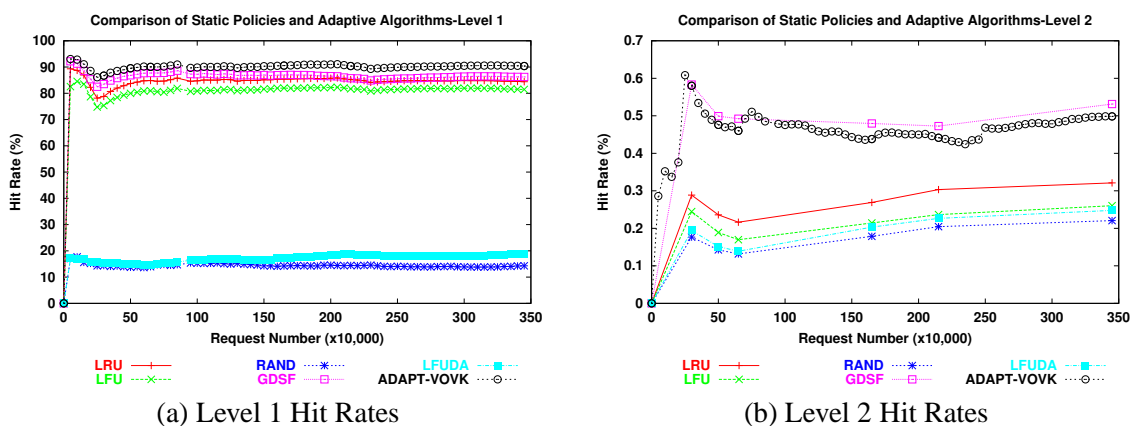 Comparison of Static Policies and Adaptive Algorithms-Level 1
Hit Rate (%)
100
90
80
70
60
50
40
30
20
10
0
0 50 100 150 200 250 300 350
Request Number (x10,000)
LRU RAND LFUDA
LFU GDSF ADAPT-VOVK
(a) Level 1 Hit Rates
Comparison of Static Policies and Adaptive Algorithms-Level 2
Hit Rate (%)
0.7
0.6
0.5
0.4
0.3
0.2
0.1
0
0 50 100 150 200 250 300 350
Request Number (x10,000)
LRU RAND LFUDA
LFU GDSF ADAPT-VOVK
(b) Level 2 Hit Rates